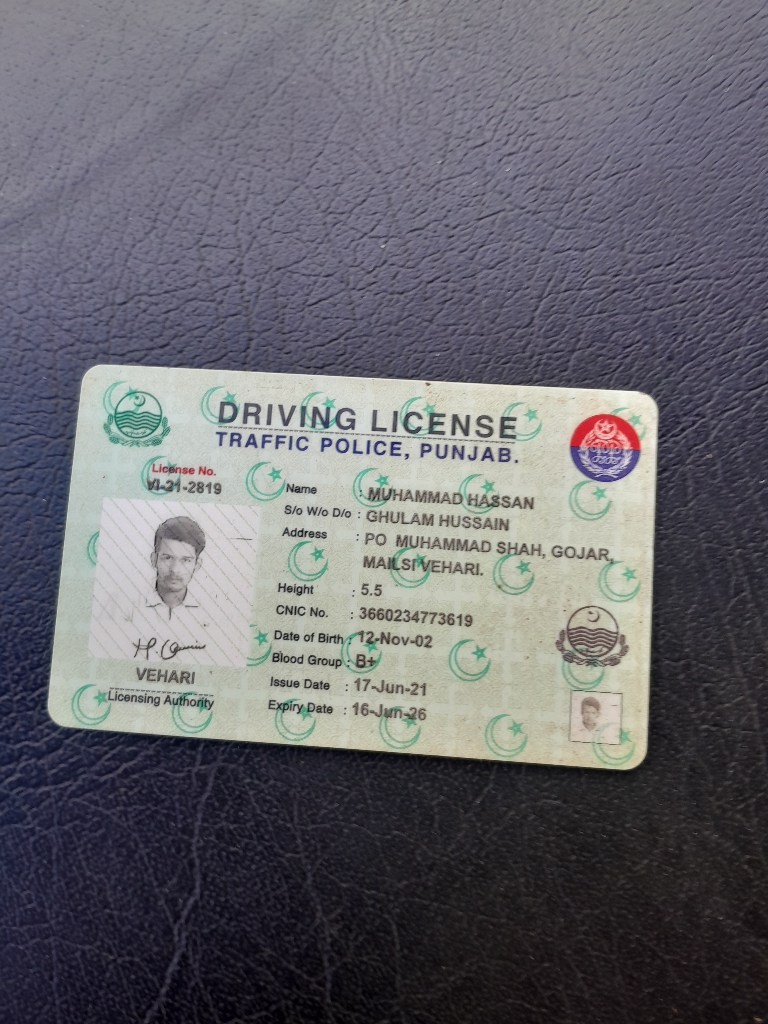 DRIVING LICENSE
TRAFFIC POLICE, PUNJAB.
License No.
VI-21-2819
Name : MUHAMMAD HASSAN
S/o W/o D/o : GHULAM HUSSAIN
Address : PO MUHAMMAD SHAH, GOJAR,
MAILSI VEHARI.
Height : 5.5
CNIC No. : 3660234773619
Date of Birth : 12-Nov-02
Blood Group : B+
Issue Date : 17-Jun-21
Expiry Date : 16-Jun-26
VEHARI
Licensing Authority